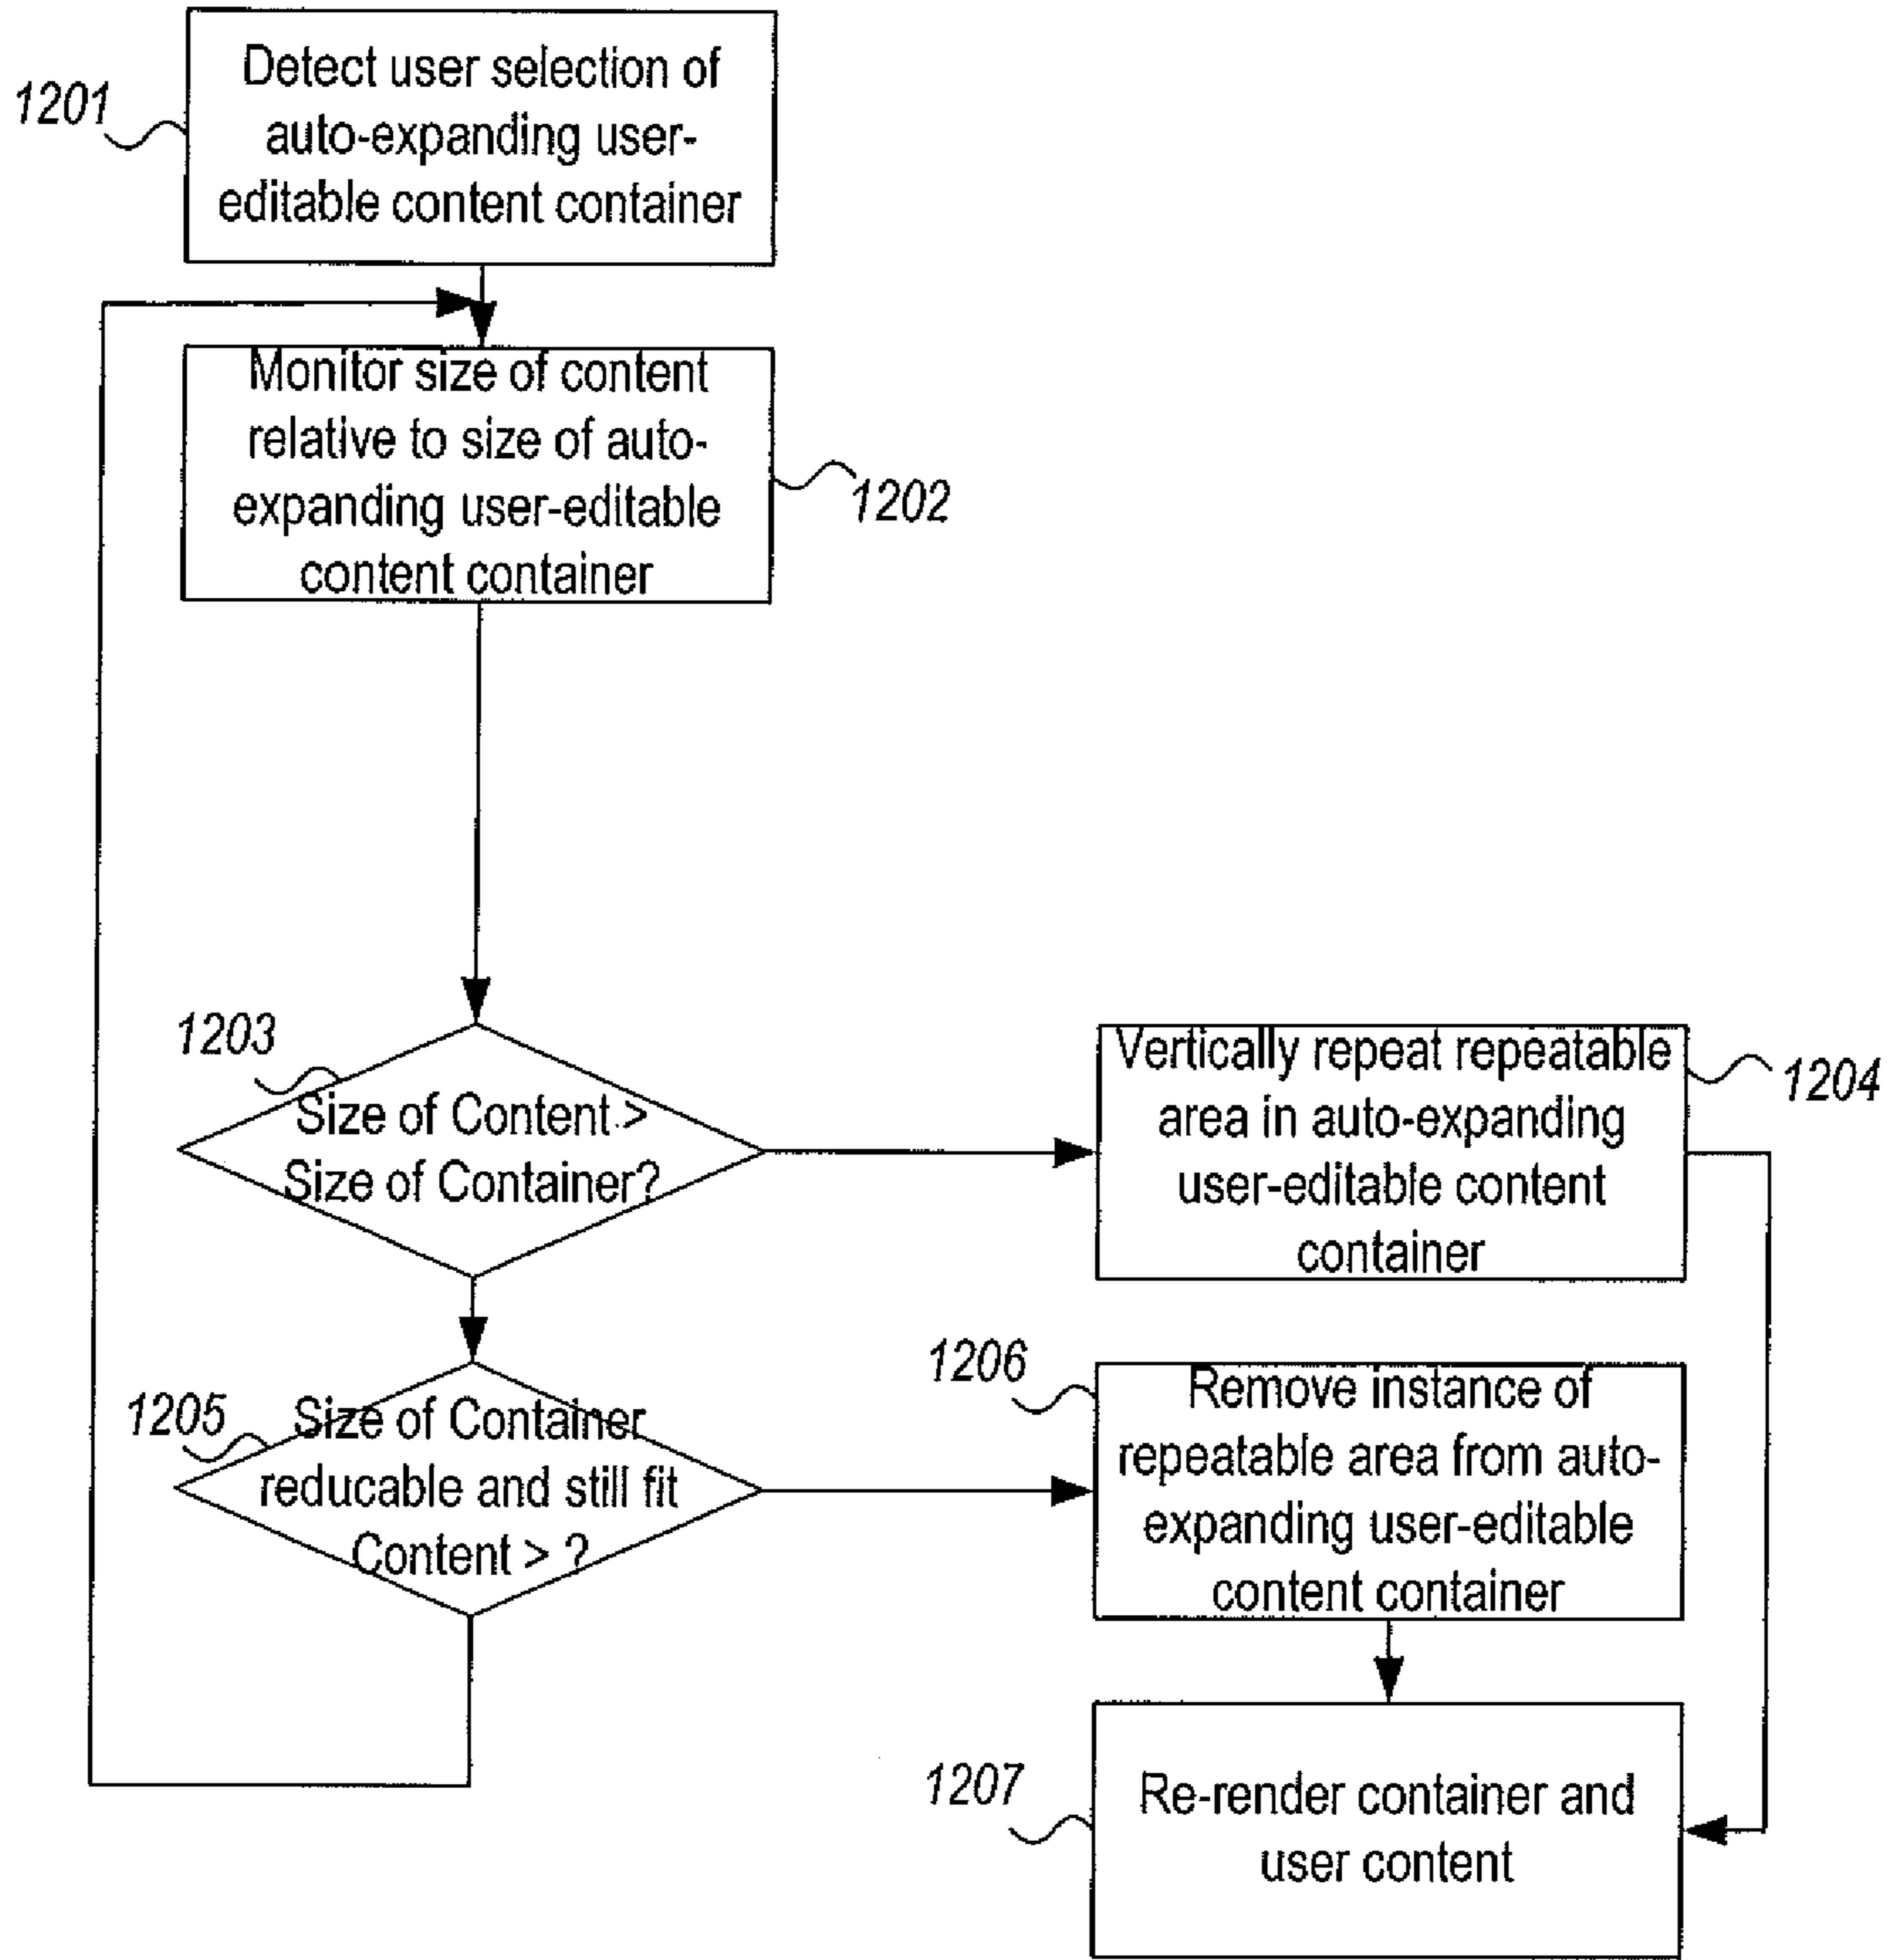 1201
Detect user selection of
auto-expanding user-
editable content container
Monitor size of content
relative to size of auto-
expanding user-editable
content container
1202
1203
Size of Content >
Size of Container?
Vertically repeat repeatable
area in auto-expanding
user-editable content
container
1204
1205
Size of Container
reducable and still fit
Content > ?
1206
Remove instance of
repeatable area from auto-
expanding user-editable
content container
1207
Re-render container and
user content